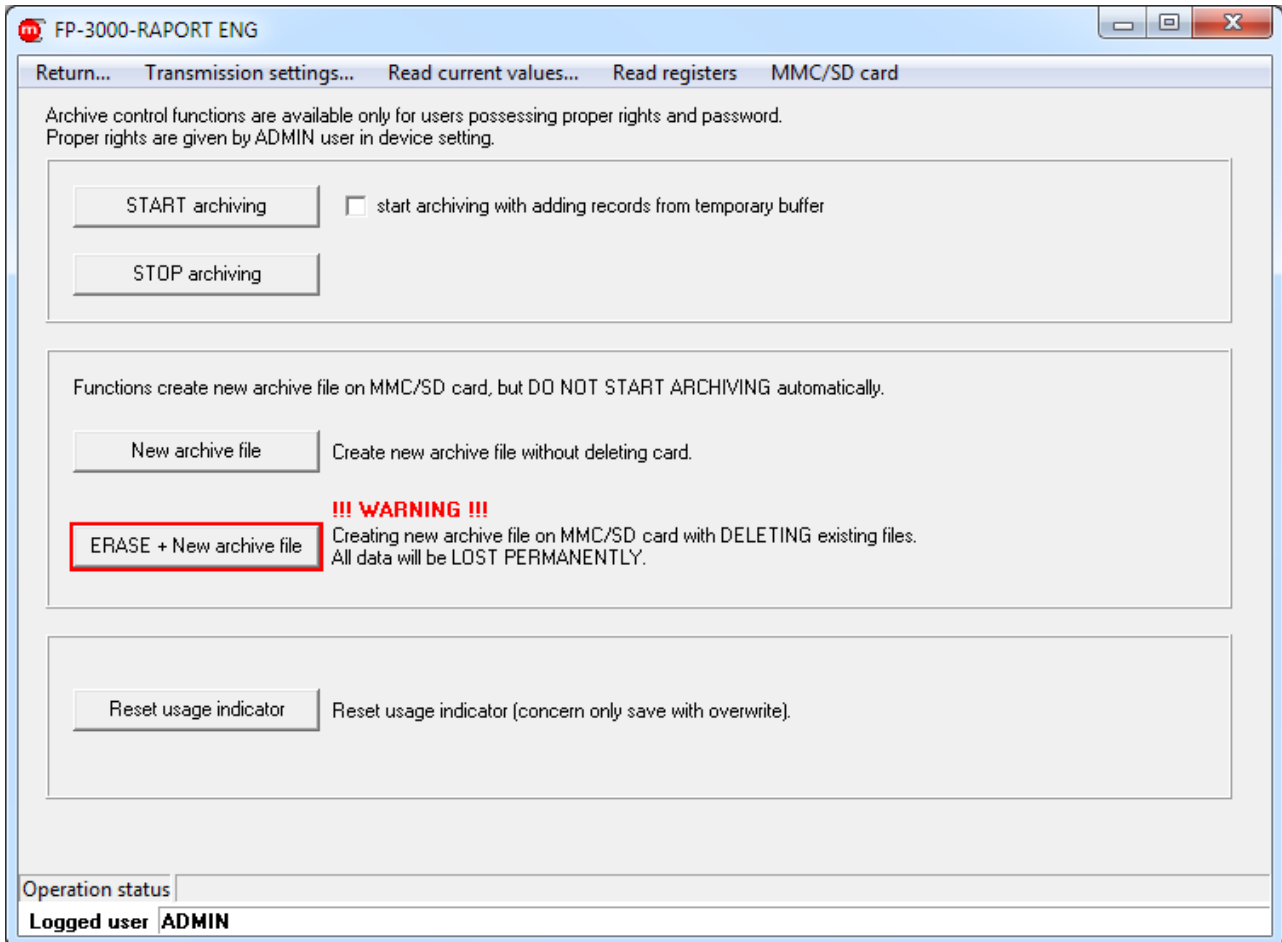 FP-3000-RAPORT ENG
Return... Transmission settings... Read current values... Read registers MMC/SD card
Archive control functions are available only for users possessing proper rights and password.
Proper rights are given by ADMIN user in device setting.
START archiving start archiving with adding records from temporary buffer
STOP archiving
Functions create new archive file on MMC/SD card, but DO NOT START ARCHIVING automatically.
New archive file Create new archive file without deleting card.
!!! WARNING !!!
ERASE + New archive file Creating new archive file on MMC/SD card with DELETING existing files.
All data will be LOST PERMANENTLY.
Reset usage indicator Reset usage indicator (concern only save with overwrite).
Operation status
Logged user ADMIN